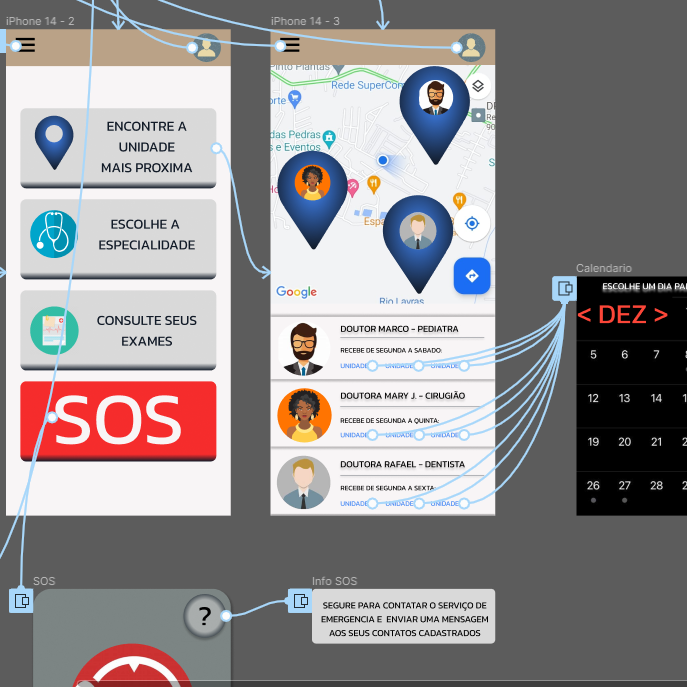 iPhone 14 - 2
ENCONTRE A
UNIDADE
MAIS PROXIMA
ESCOLHE A
ESPECIALIDADE
CONSULTE SEUS
EXAMES
SOS
iPhone 14 - 3
Pinto Plantas
Rede SuperCom
orte
das Pedras
s e Eventos
Google
Rio Lavras
DOUTOR MARCO - PEDIATRA
RECEBE DE SEGUNDA A SABADO:
UNIDADE UNIDADE UNIDADE
DOUTORA MARY J. - CIRUGIÃO
RECEBE DE SEGUNDA A QUINTA:
UNIDADE UNIDADE UNIDADE
DOUTORA RAFAEL - DENTISTA
RECEBE DE SEGUNDA A SEXTA:
UNIDADE UNIDADE UNIDADE
Calendario
ESCOLHE UM DIA PA
< DEZ >
5 6 7 8
12 13 14 1
19 20 21 2
26 27 28 2
SOS
?
Info SOS
SEGURE PARA CONTATAR O SERVIÇO DE
EMERGENCIA E ENVIAR UMA MENSAGEM
AOS SEUS CONTATOS CADASTRADOS